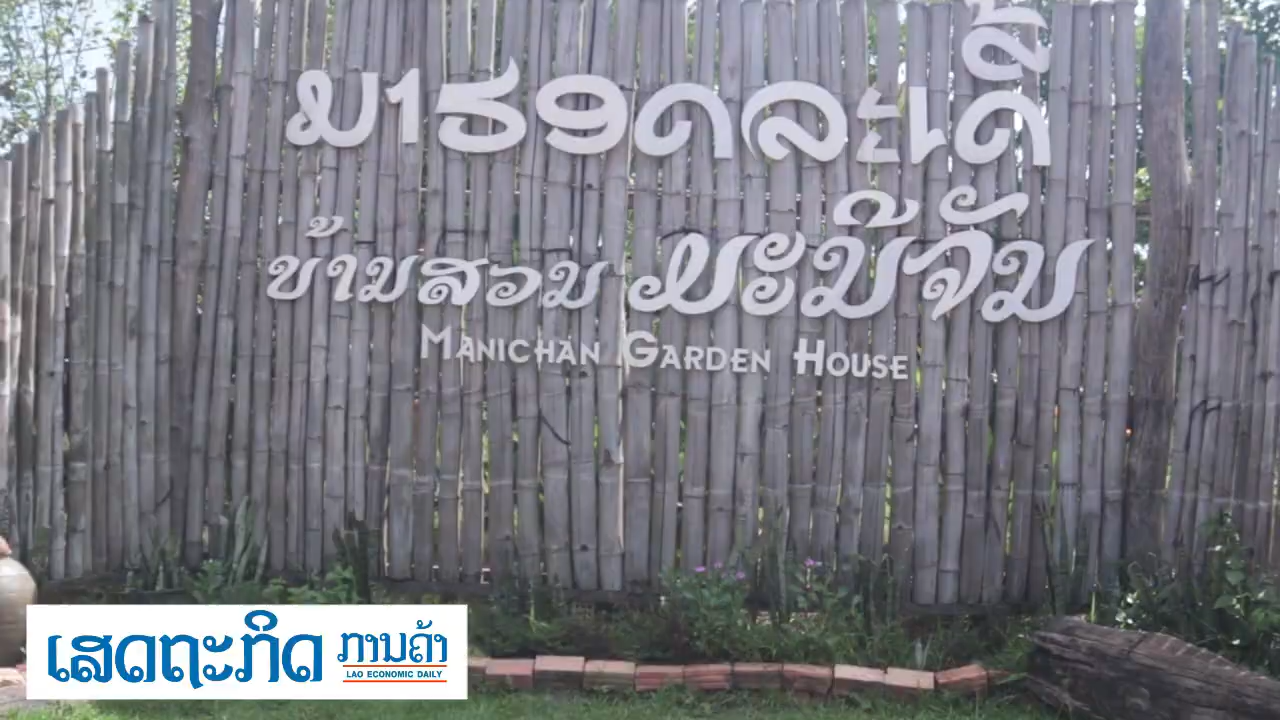 ມາຮອດລະເດີ້
ບ້ານສວນ ມະນີຈັນ
MANICHAN GARDEN HOUSE
ເສດຖະກິດ ການຄ້າ
LAO ECONOMIC DAILY